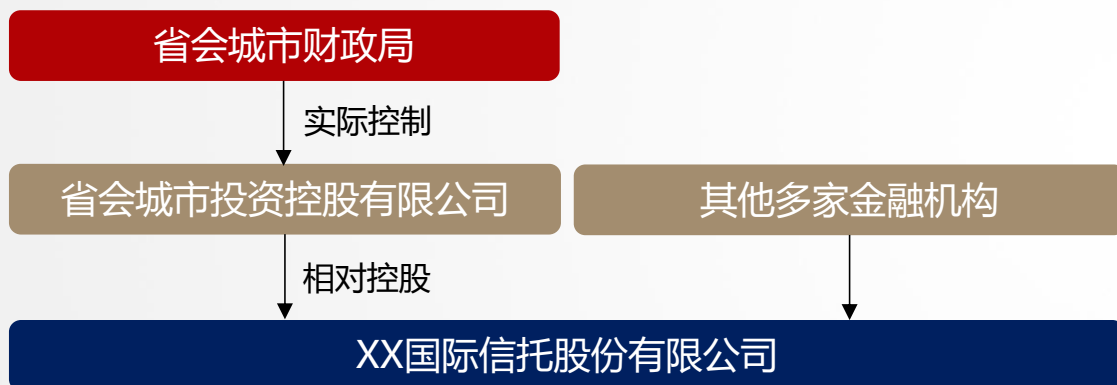 省会城市财政局
实际控制
省会城市投资控股有限公司
其他多家金融机构
相对控股
XX国际信托股份有限公司